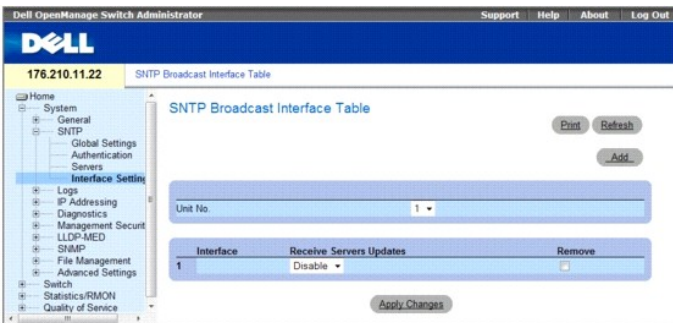 Dell OpenManage Switch Administrator
Support Help About Log Out
DELL
176.210.11.22
SNTP Broadcast Interface Table
Home
System
General
SNTP
Global Settings
Authentication
Servers
Interface Setting
Logs
IP Addressing
Diagnostics
Management Securit
LLDP-MED
SNMP
File Management
Advanced Settings
Switch
Statistics/RMON
Quality of Service
SNTP Broadcast Interface Table
Print Refresh
Add
Unit No. 1
Interface Receive Servers Updates Remove
1 Disable
Apply Changes